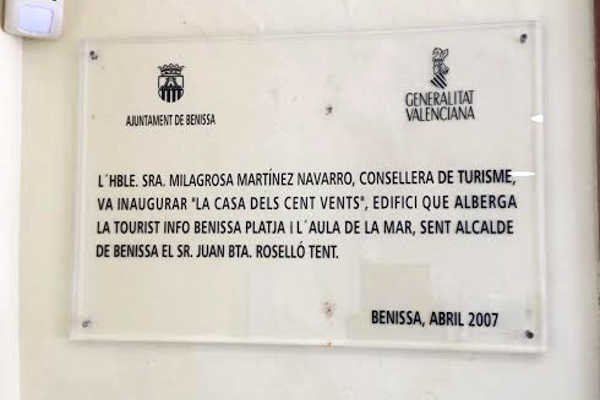 AJUNTAMENT DE BENISSA
GENERALITAT
VALENCIANA
L´HBLE. SRA. MILAGROSA MARTÍNEZ NAVARRO, CONSELLERA DE TURISME,
VA INAUGURAR "LA CASA DELS CENT VENTS", EDIFICI QUE ALBERGA
LA TOURIST INFO BENISSA PLATJA I L´AULA DE LA MAR, SENT ALCALDE
DE BENISSA EL SR. JUAN BTA. ROSELLÓ TENT.
BENISSA, ABRIL 2007